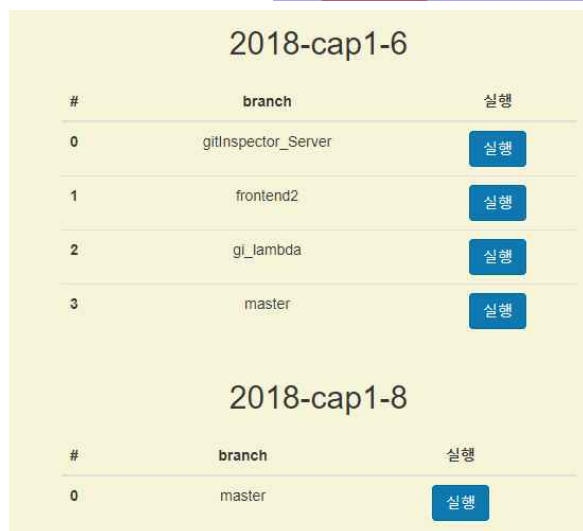 2018-cap1-6
# branch 실행
0 gitInspector_Server 실행
1 frontend2 실행
2 gi_lambda 실행
3 master 실행
2018-cap1-8
# branch 실행
0 master 실행